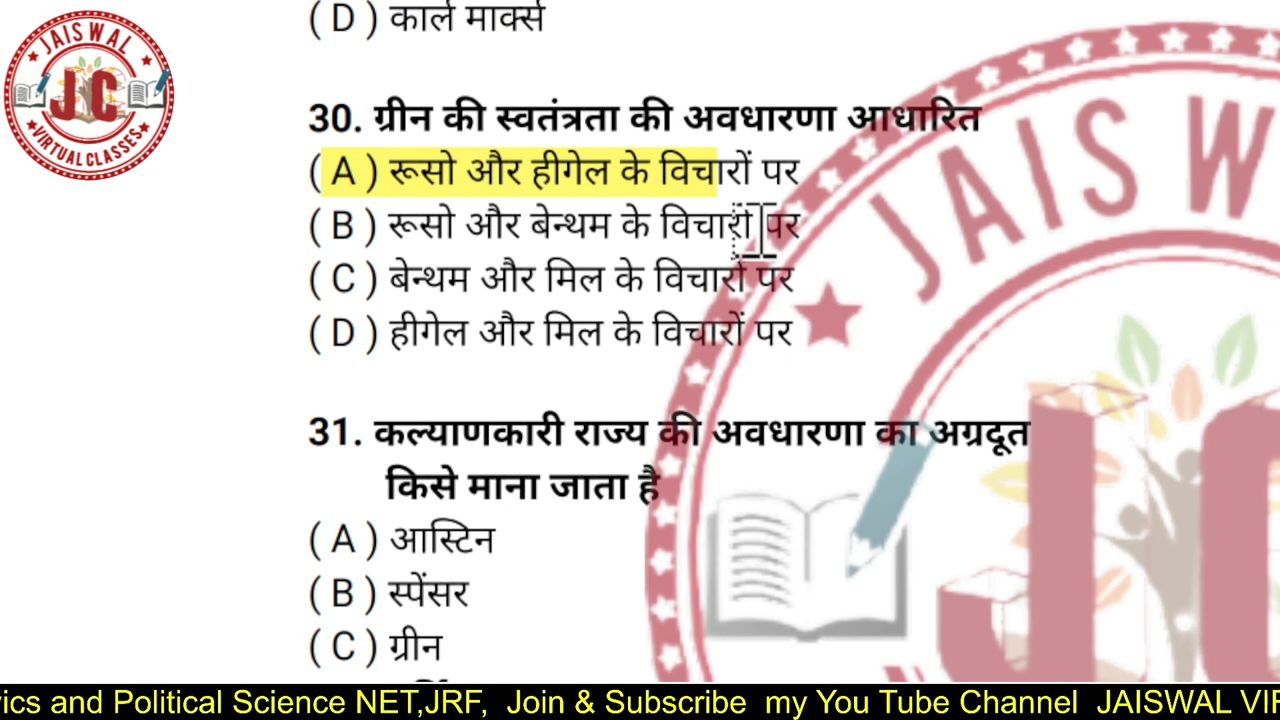 JAISWAL
JC
VIRTUAL CLASSES
( D ) कार्ल मार्क्स
30. ग्रीन की स्वतंत्रता की अवधारणा आधारित
( A ) रूसो और हीगेल के विचारों पर
( B ) रूसो और बेन्थम के विचारों पर
( C ) बेन्थम और मिल के विचारों पर
( D ) हीगेल और मिल के विचारों पर
JAIS W
31. कल्याणकारी राज्य की अवधारणा का अग्रदूत
किसे माना जाता है
( A ) आस्टिन
( B ) स्पेंसर
( C ) ग्रीन
vics and Political Science NET,JRF, Join & Subscribe my You Tube Channel JAISWAL VIR